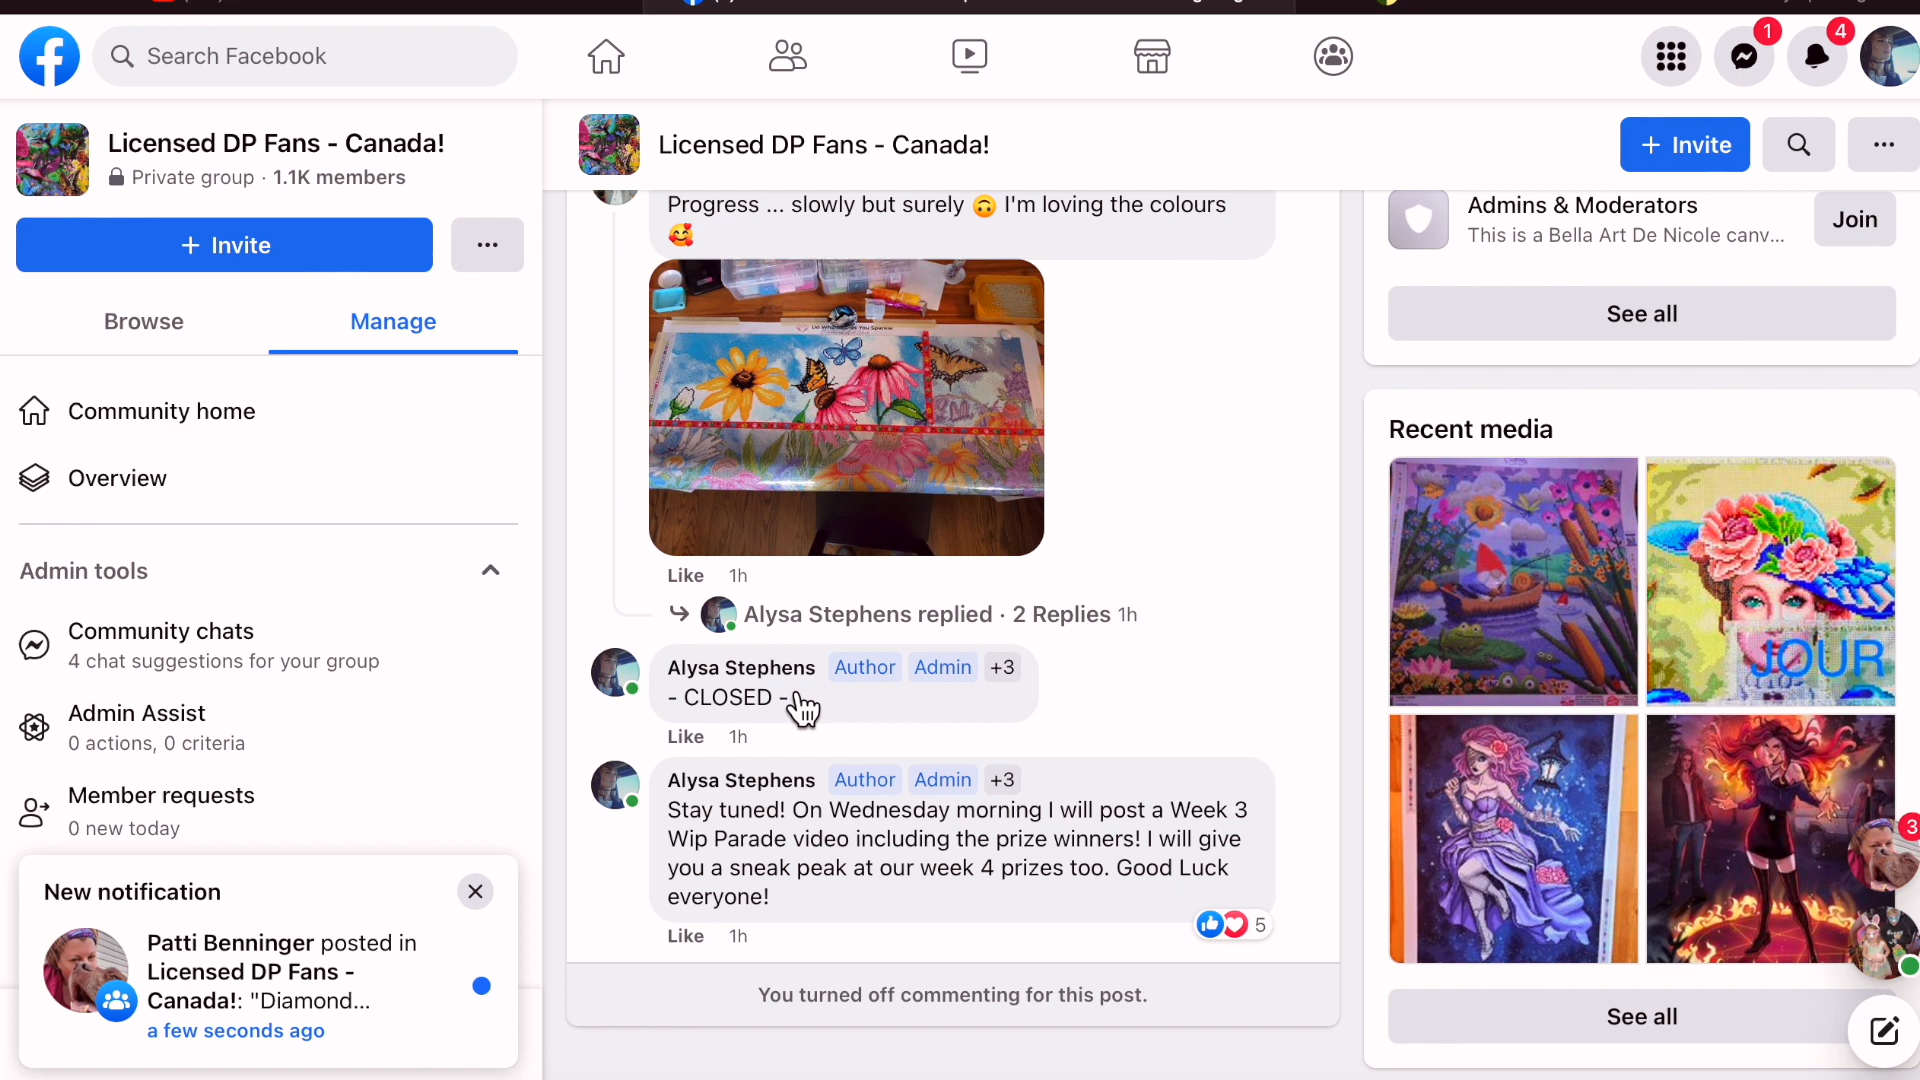 Search Facebook
1
4
Licensed DP Fans - Canada!
Private group · 1.1K members
+ Invite
Browse
Manage
Community home
Overview
Admin tools
Community chats
4 chat suggestions for your group
Admin Assist
0 actions, 0 criteria
Member requests
0 new today
New notification
Patti Benninger posted in
Licensed DP Fans -
Canada!: "Diamond...
a few seconds ago
Licensed DP Fans - Canada!
+ Invite
Progress ... slowly but surely 🙃 I'm loving the colours
🥰
Like 1h
Alysa Stephens replied · 2 Replies 1h
Alysa Stephens Author Admin +3
- CLOSED -
Like 1h
Alysa Stephens Author Admin +3
Stay tuned! On Wednesday morning I will post a Week 3
Wip Parade video including the prize winners! I will give
you a sneak peak at our week 4 prizes too. Good Luck
everyone!
5
Like 1h
You turned off commenting for this post.
Admins & Moderators
This is a Bella Art De Nicole canv...
Join
See all
Recent media
JOUR
3
See all